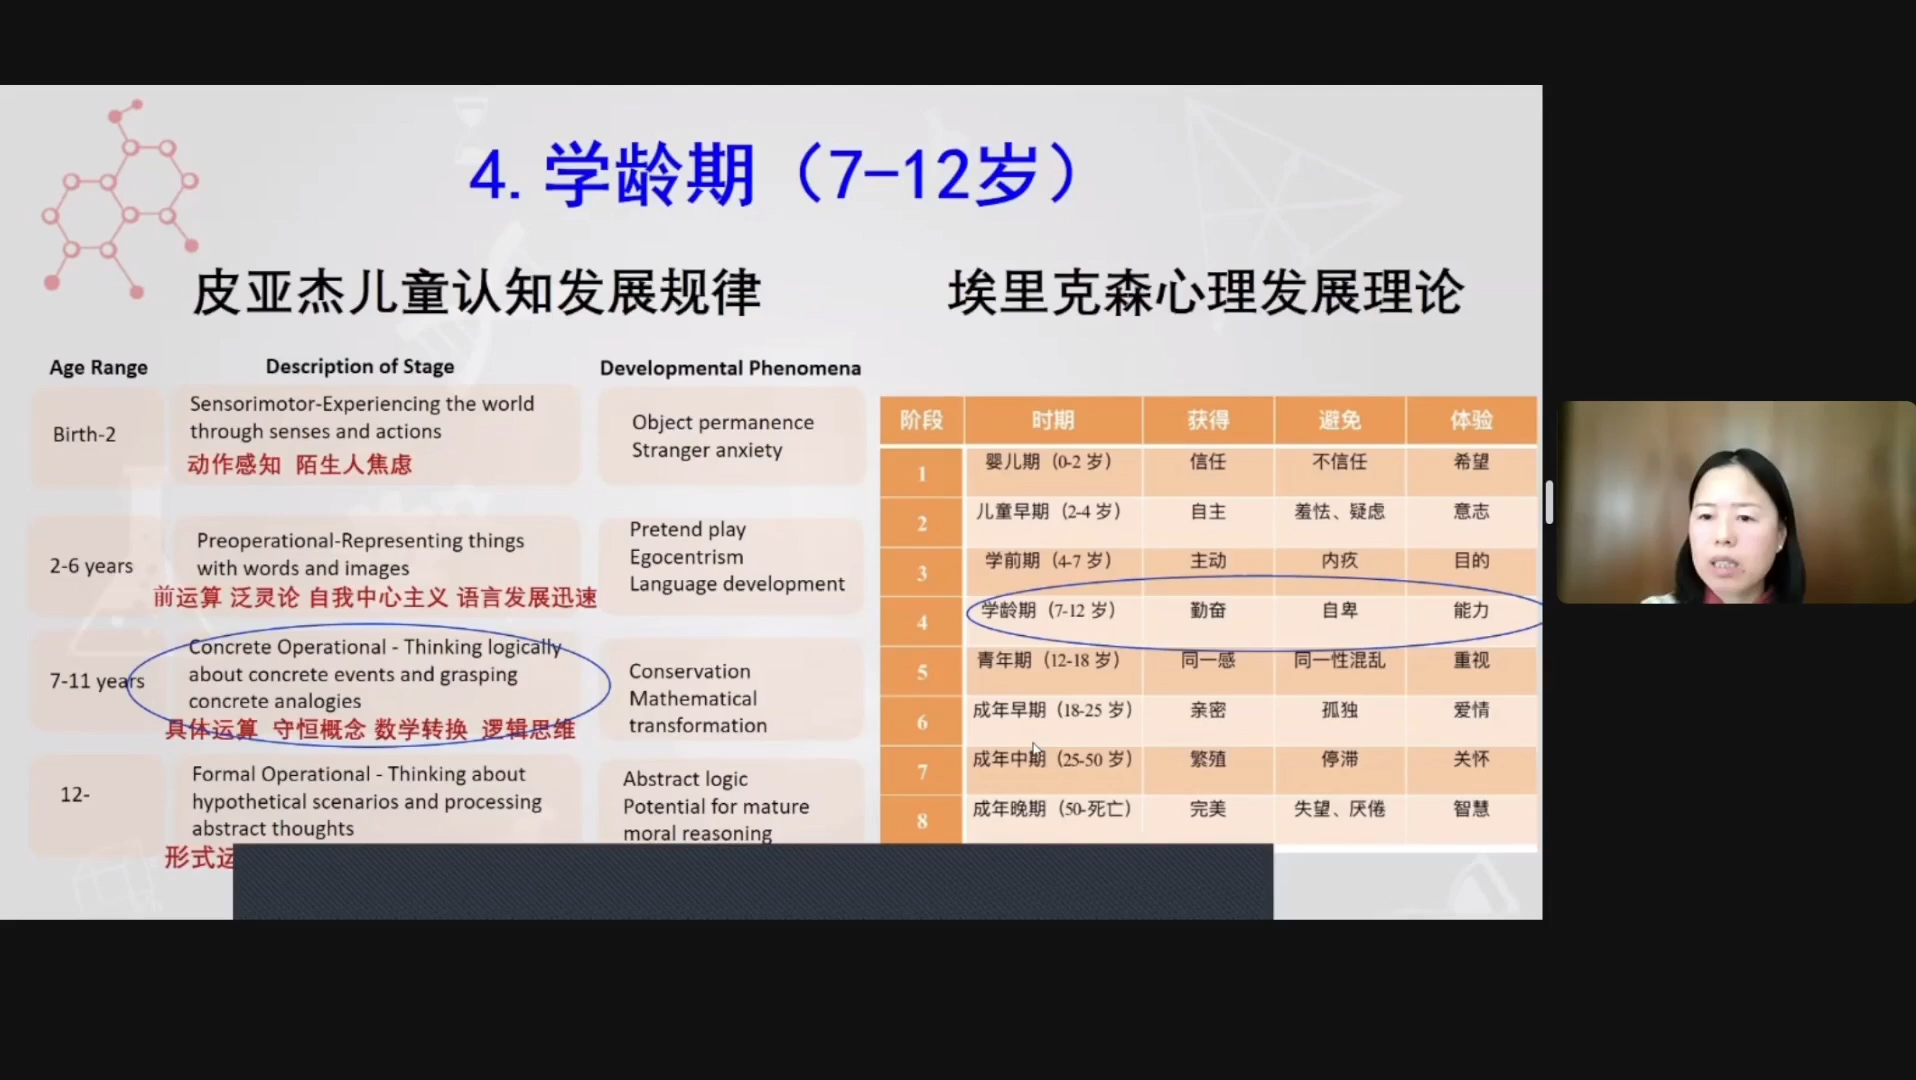 4. 学龄期（7-12岁）
皮亚杰儿童认知发展规律
Age Range Description of Stage Developmental Phenomena
Birth-2
Sensorimotor-Experiencing the world
through senses and actions
动作感知 陌生人焦虑
Object permanence
Stranger anxiety
2-6 years
Preoperational-Representing things
with words and images
前运算 泛灵论 自我中心主义 语言发展迅速
Pretend play
Egocentrism
Language development
7-11 years
Concrete Operational - Thinking logically
about concrete events and grasping
concrete analogies
具体运算 守恒概念 数学转换 逻辑思维
Conservation
Mathematical
transformation
12-
Formal Operational - Thinking about
hypothetical scenarios and processing
abstract thoughts
形式运
Abstract logic
Potential for mature
moral reasoning
埃里克森心理发展理论
阶段 时期 获得 避免 体验
1 婴儿期（0-2 岁） 信任 不信任 希望
2 儿童早期（2-4 岁） 自主 羞怯、疑虑 意志
3 学前期（4-7 岁） 主动 内疚 目的
4 学龄期（7-12 岁） 勤奋 自卑 能力
5 青年期（12-18 岁） 同一感 同一性混乱 重视
6 成年早期（18-25 岁） 亲密 孤独 爱情
7 成年中期（25-50 岁） 繁殖 停滞 关怀
8 成年晚期（50-死亡） 完美 失望、厌倦 智慧